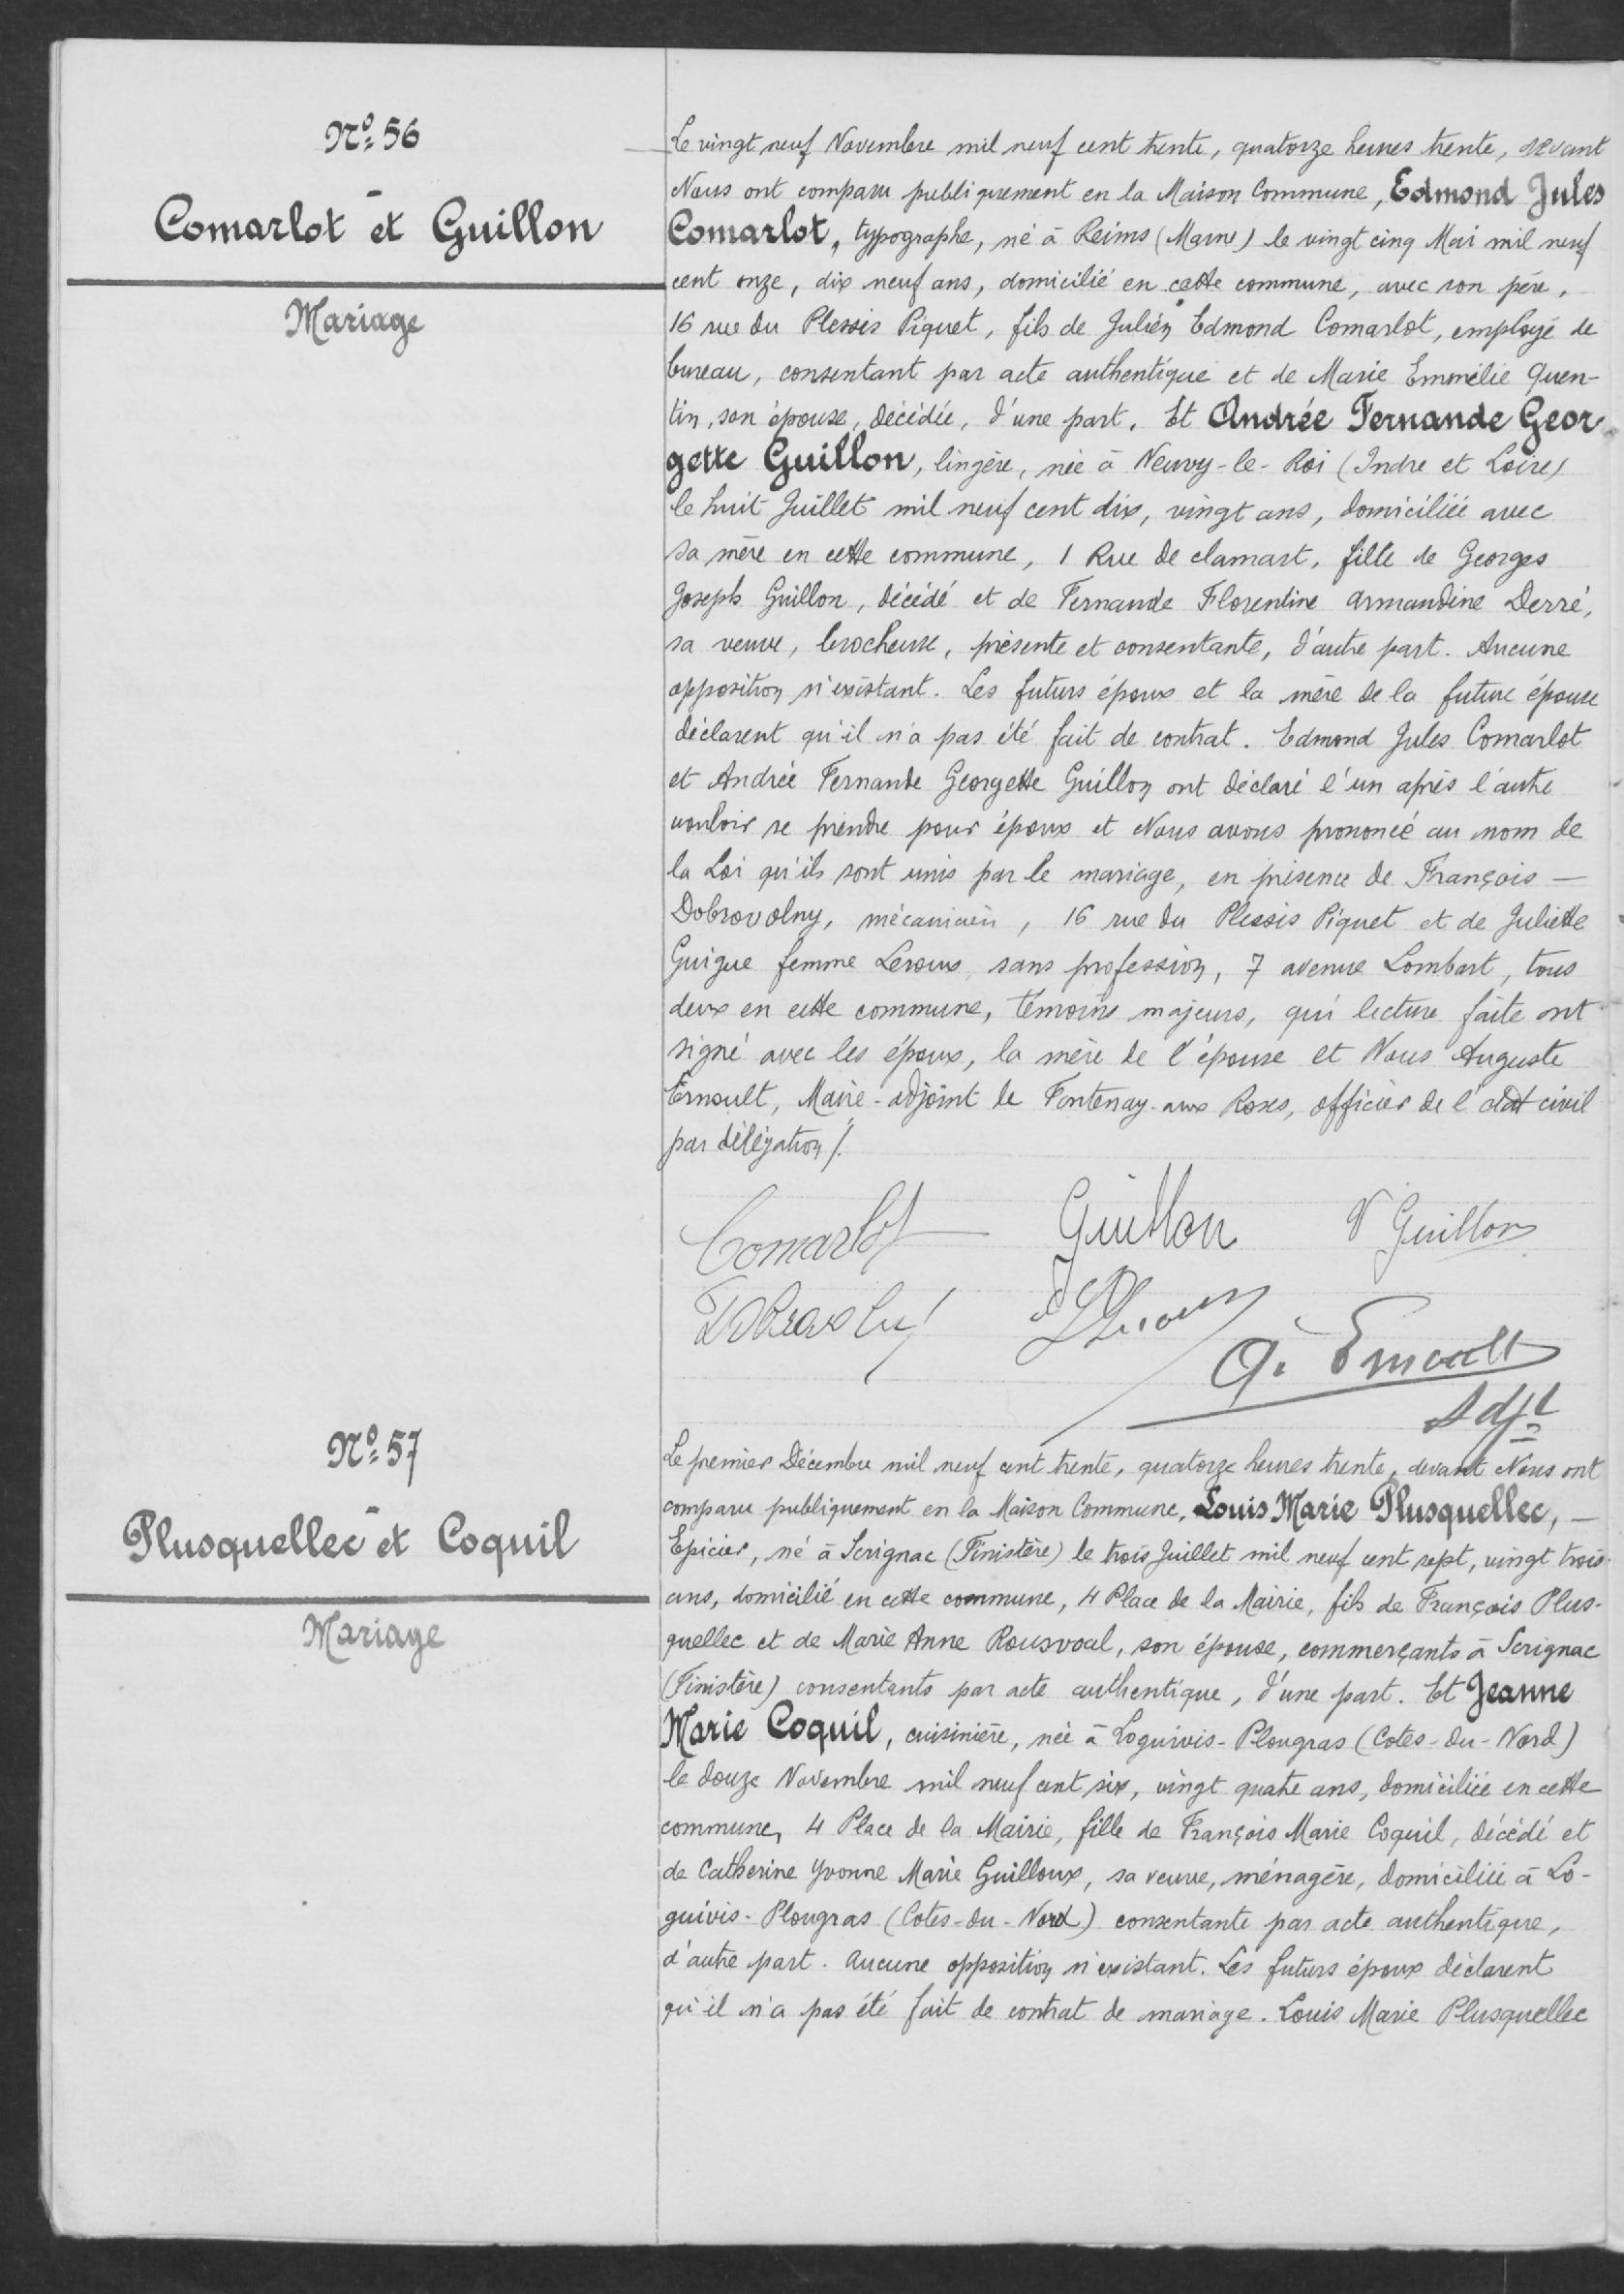 Nº 56
Comarlot et Guillon
Mariage
Le vingt neuf Novembre mil neuf cent trente, quatorze heures trente, devant
Nous ont comparu publiquement en la Maison Commune, Edmond Jules
Comarlot, typographe, né à Reims (Marne) le vingt cinq Mai mil neuf
cent onze, dix neuf ans, domicilié en cette commune, avec son père,
16 rue du Plessis Piquet, fils de Julien Edmond Comarlot, employé de
bureau, consentant par acte authentique et de Marie Emmélie Quen-
tin, son épouse, décédée, d'une part. Et Andrée Fernande Geor
gette Guillon, lingère, née à Neuvy-le-Roi (Indre et Loire)
le huit Juillet mil neuf cent dix, vingt ans, domiciliée avec
sa mère en cette commune, 1 Rue de clamart, fille de Georges
Joseph Guillon, décédé et de Fernande Florentine Armandine Derré,
sa veuve, brocheuse, présente et consentante, d'autre part. Aucune
opposition n'existant. Les futurs époux et la mère de la future épouse
déclarent qu'il n'a pas été fait de contrat. Edmond Jules Comarlot
et Andrée Fernande Georgette Guillon ont déclaré l'un après l'autre
vouloir se prendre pour époux et Nous avons prononcé au nom de
la Loi qu'ils sont unis par le mariage, en présence de François —
Dobrovolny, mécanicien, 16 rue du Plessis Piquet et de Juliette
Guigue femme Leroux, sans profession, 7 avenue Lombart, tous
deux en cette commune, témoins majeurs, qui lecture faite ont
signé avec les époux, la mère de l'épouse et Nous Auguste
Ernoult, Maire-adjoint de Fontenay-aux Roses, officier de l'état civil
par délégation ./.
Comarlot Guillon V Guillon
Dobrovolny Leroux
A. Ernoult
Adjt
Nº 57
Plusquellec et Coquil
Mariage
Le premier Décembre mil neuf cent trente, quatorze heures trente, devant Nous ont
comparu publiquement en la Maison Commune, Louis Marie Plusquellec, —
Epicier, né à Scrignac (Finistère) le trois Juillet mil neuf cent sept, vingt trois
ans, domicilié en cette commune, 4 Place de la Mairie, fils de François Plus-
quellec et de Marie Anne Rousvoal, son épouse, commerçants à Scrignac
(Finistère) consentants par acte authentique, d'une part. Et Jeanne
Marie Coquil, cuisinière, née à Loguivis-Plougras (Cotes-du-Nord)
le douze Novembre mil neuf cent six, vingt quatre ans, domiciliée en cette
commune, 4 Place de la Mairie, fille de François Marie Coquil, décédé et
de Catherine Yvonne Marie Guilloux, sa veuve, ménagère, domiciliée à Lo-
guivis-Plougras (Cotes-du-Nord) consentante par acte authentique,
d'autre part. Aucune opposition n'existant. Les futurs époux déclarent
qu'il n'a pas été fait de contrat de mariage. Louis Marie Plusquellec